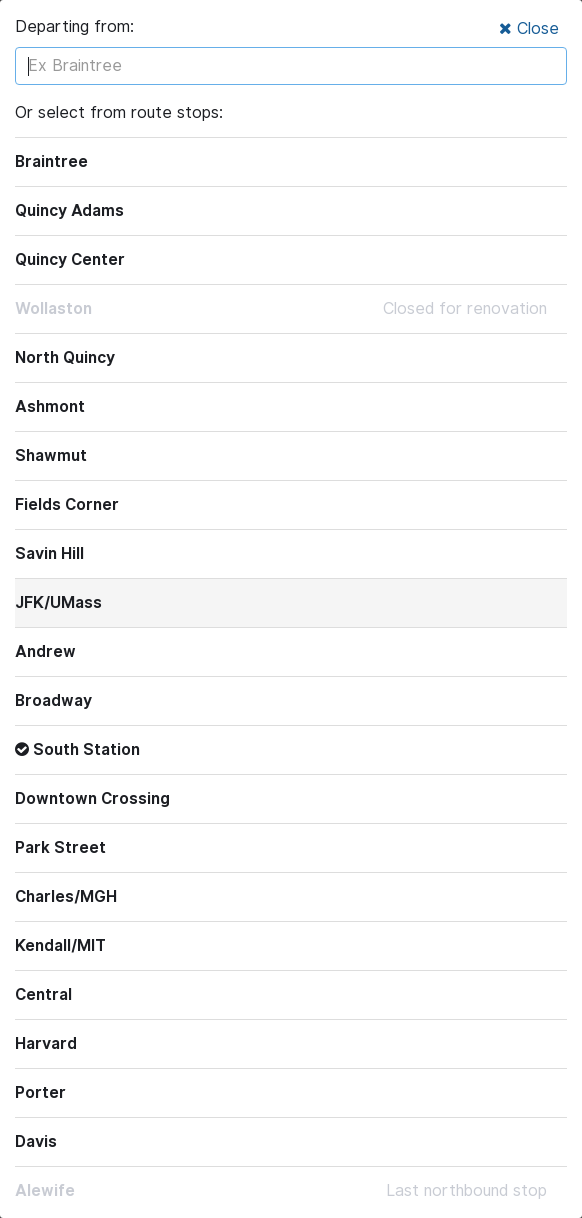 Departing from:
Close
Ex Braintree
Or select from route stops:
Braintree
Quincy Adams
Quincy Center
Wollaston Closed for renovation
North Quincy
Ashmont
Shawmut
Fields Corner
Savin Hill
JFK/UMass
Andrew
Broadway
South Station
Downtown Crossing
Park Street
Charles/MGH
Kendall/MIT
Central
Harvard
Porter
Davis
Alewife Last northbound stop